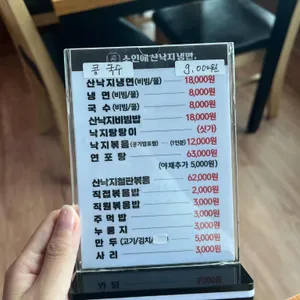 소인애 산낙지냉면
콩 국수 9,000원
산낙지냉면(비빔/물) 18,000원
냉 면(비빔/물) 8,000원
국 수(비빔/물) 8,000원
산낙지비빔밥 18,000원
낙지탕탕이 (싯가)
낙지볶음(공기밥포함) (1인분) 12,000원
연 포 탕 63,000원
(야채추가 5,000원)
산낙지철판볶음 62,000원
직접볶음밥 2,000원
직원볶음밥 3,000원
주 먹 밥 3,000원
누 룽 지 3,000원
만 두(고기/김치/ 5,000원
사 리 3,000원